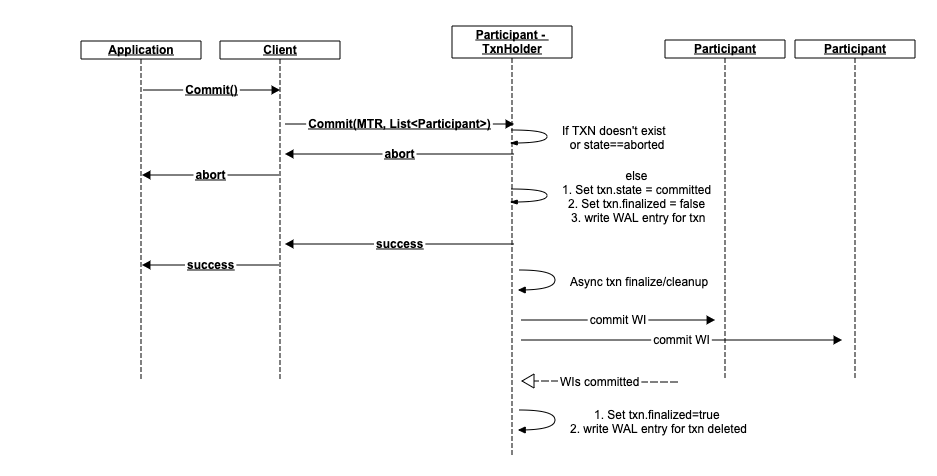 Application
Client
Participant -
TxnHolder
Participant
Participant
Commit()
Commit(MTR, List<Participant>)
If TXN doesn't exist
or state==aborted
abort
abort
else
1. Set txn.state = committed
2. Set txn.finalized = false
3. write WAL entry for txn
success
success
Async txn finalize/cleanup
commit WI
commit WI
WIs committed
1. Set txn.finalized=true
2. write WAL entry for txn deleted